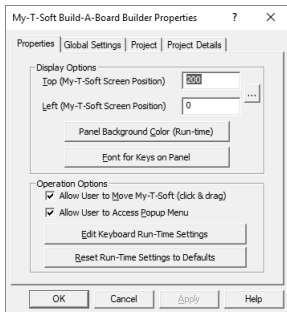 My-T-Soft Build-A-Board Builder Properties ? ×
Properties Global Settings Project Project Details
Display Options
Top (My-T-Soft Screen Position) 200
...
Left (My-T-Soft Screen Position) 0
Panel Background Color (Run-time)
Font for Keys on Panel
Operation Options
Allow User to Move My-T-Soft (click & drag)
Allow User to Access Popup Menu
Edit Keyboard Run-Time Settings
Reset Run-Time Settings to Defaults
OK Cancel Apply Help